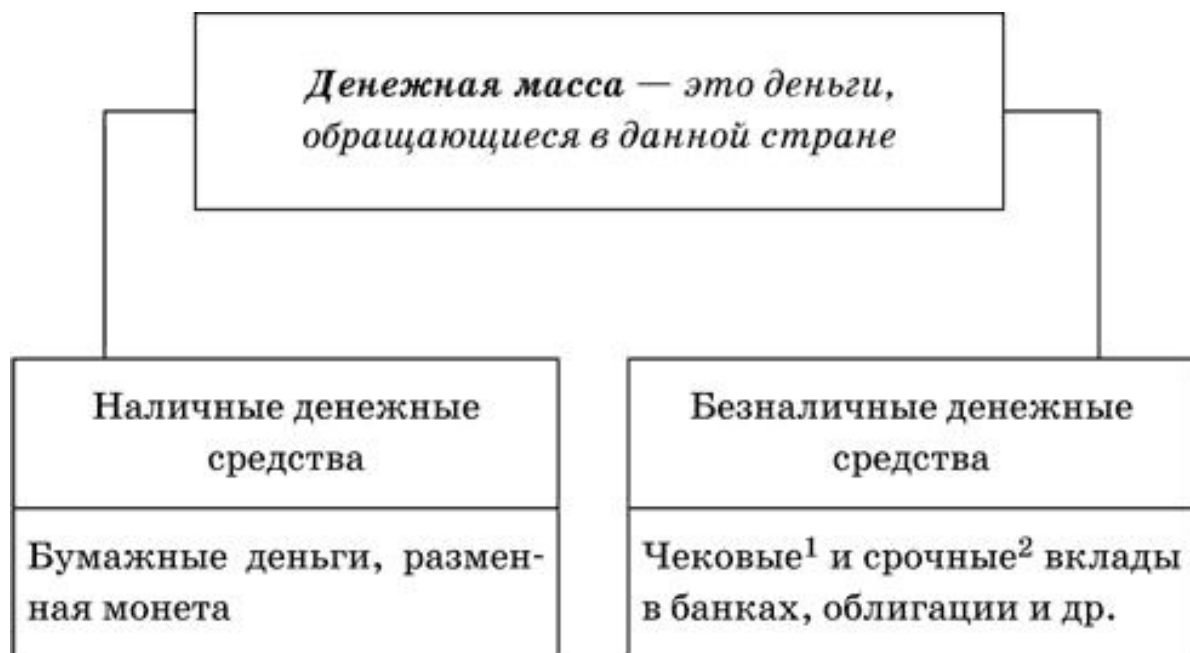 Денежная масса — это деньги,
обращающиеся в данной стране
Наличные денежные
средства
Бумажные деньги, размен-
ная монета
Безналичные денежные
средства
Чековые¹ и срочные² вклады
в банках, облигации и др.